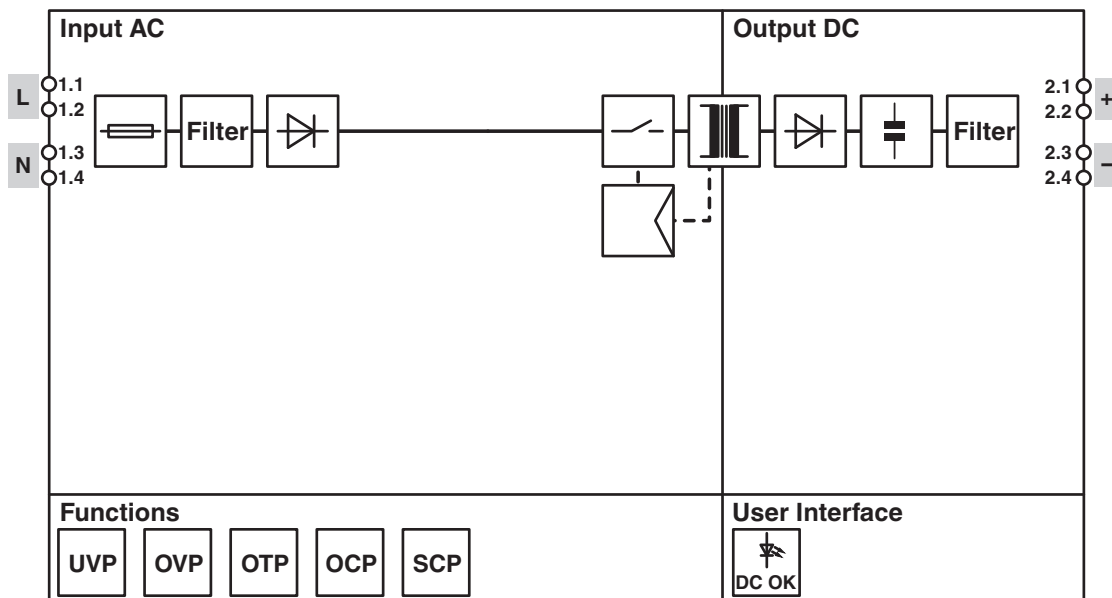 Input AC
Output DC
L
1.1
1.2
N
1.3
1.4
Filter
Filter
2.1
2.2
+
2.3
2.4
–
Functions
UVP
OVP
OTP
OCP
SCP
User Interface
DC OK